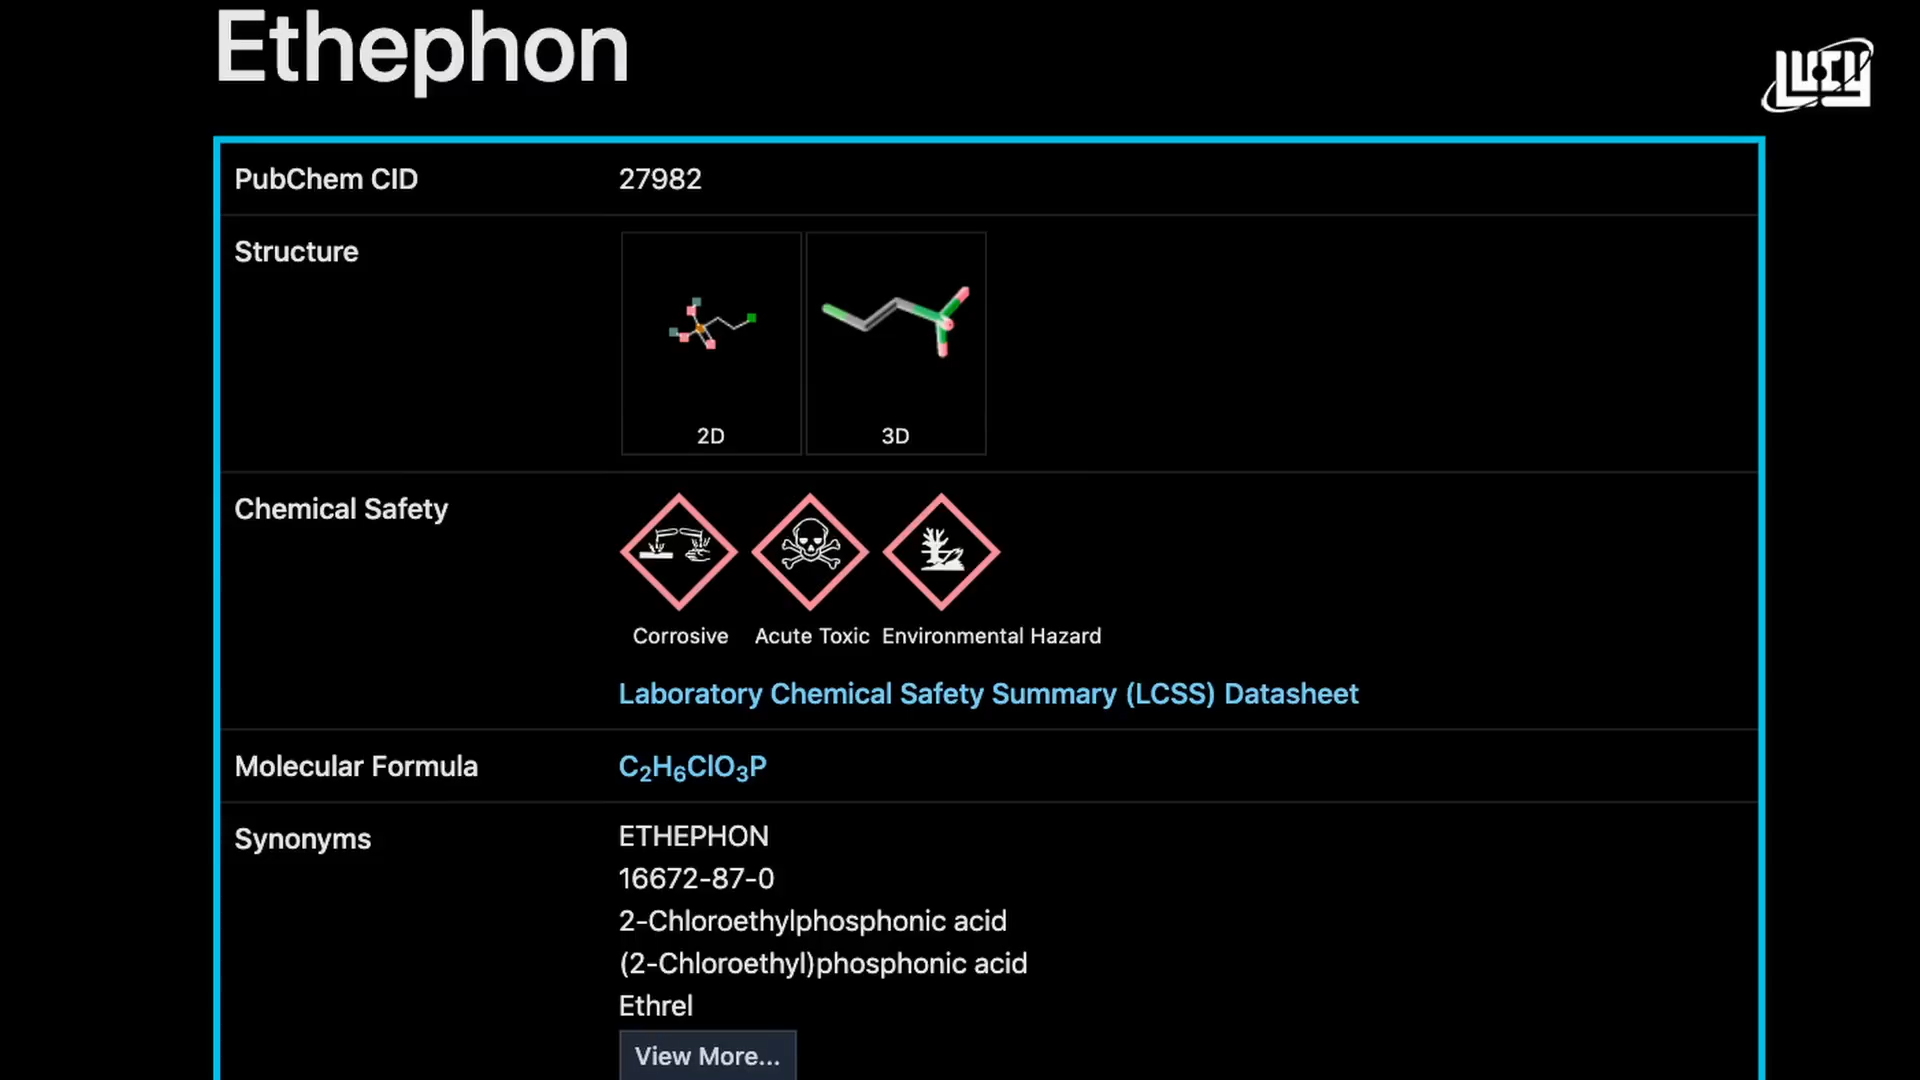 Ethephon
LUCY
PubChem CID 27982
Structure
2D 3D
Chemical Safety
Corrosive Acute Toxic Environmental Hazard
Laboratory Chemical Safety Summary (LCSS) Datasheet
Molecular Formula C₂H₆ClO₃P
Synonyms ETHEPHON
16672-87-0
2-Chloroethylphosphonic acid
(2-Chloroethyl)phosphonic acid
Ethrel
View More...